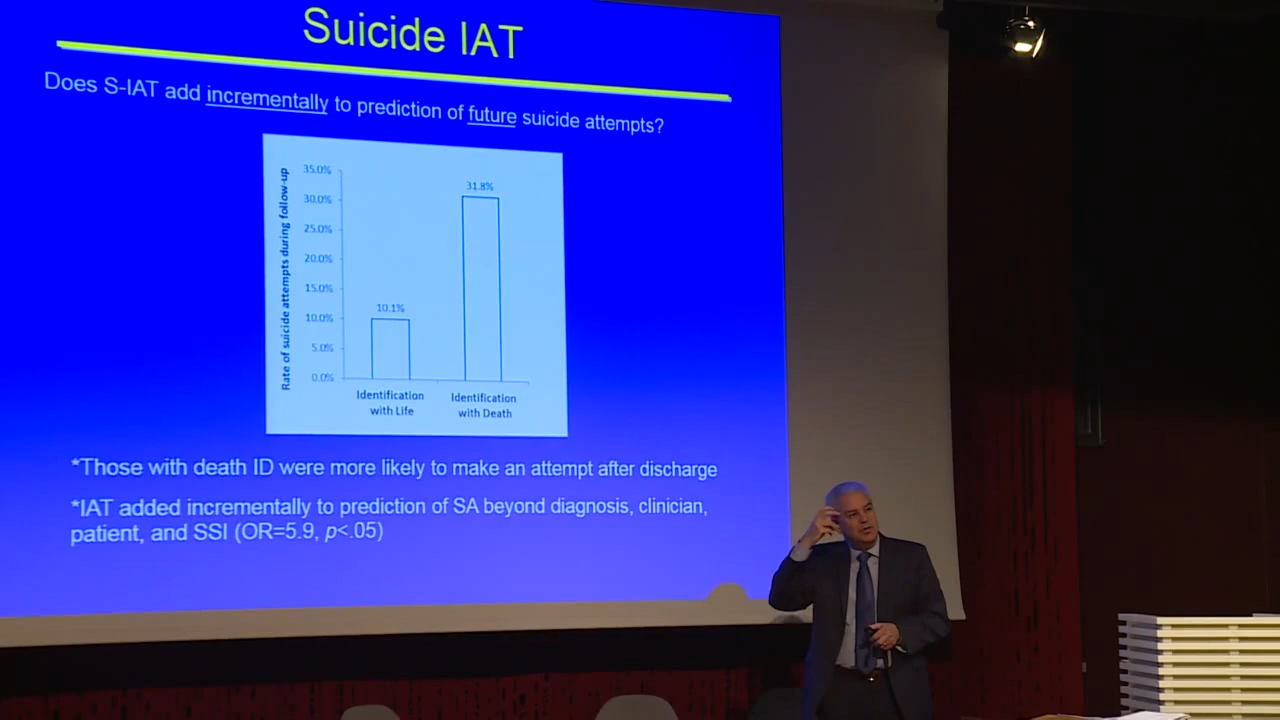 Suicide IAT
Does S-IAT add incrementally to prediction of future suicide attempts?
Rate of suicide attempts during follow-up
35.0%
30.0%
25.0%
20.0%
15.0%
10.0%
5.0%
0.0%
10.1%
31.8%
Identification
with Life
Identification
with Death
*Those with death ID were more likely to make an attempt after discharge
*IAT added incrementally to prediction of SA beyond diagnosis, clinician,
patient, and SSI (OR=5.9, p<.05)